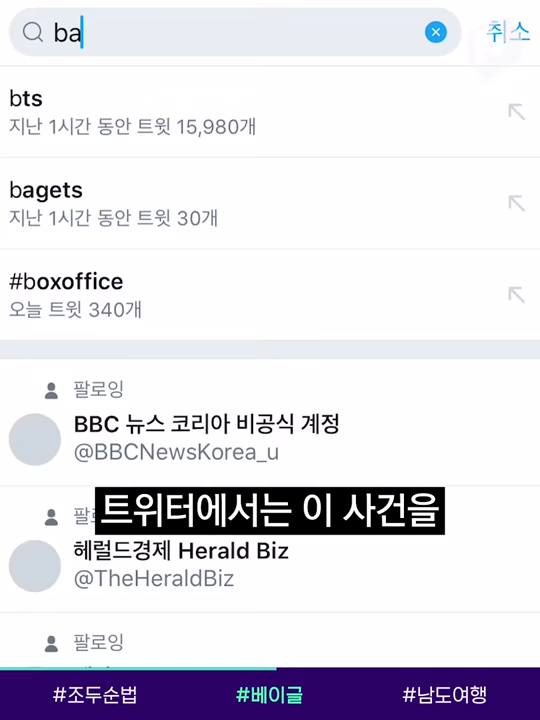 ba
취소
bts
지난 1시간 동안 트윗 15,980개
bagets
지난 1시간 동안 트윗 30개
#boxoffice
오늘 트윗 340개
팔로잉
BBC 뉴스 코리아 비공식 계정
@BBCNewsKorea_u
트위터에서는 이 사건을
헤럴드경제 Herald Biz
@TheHeraldBiz
팔로잉
#조두순법
#베이글
#남도여행